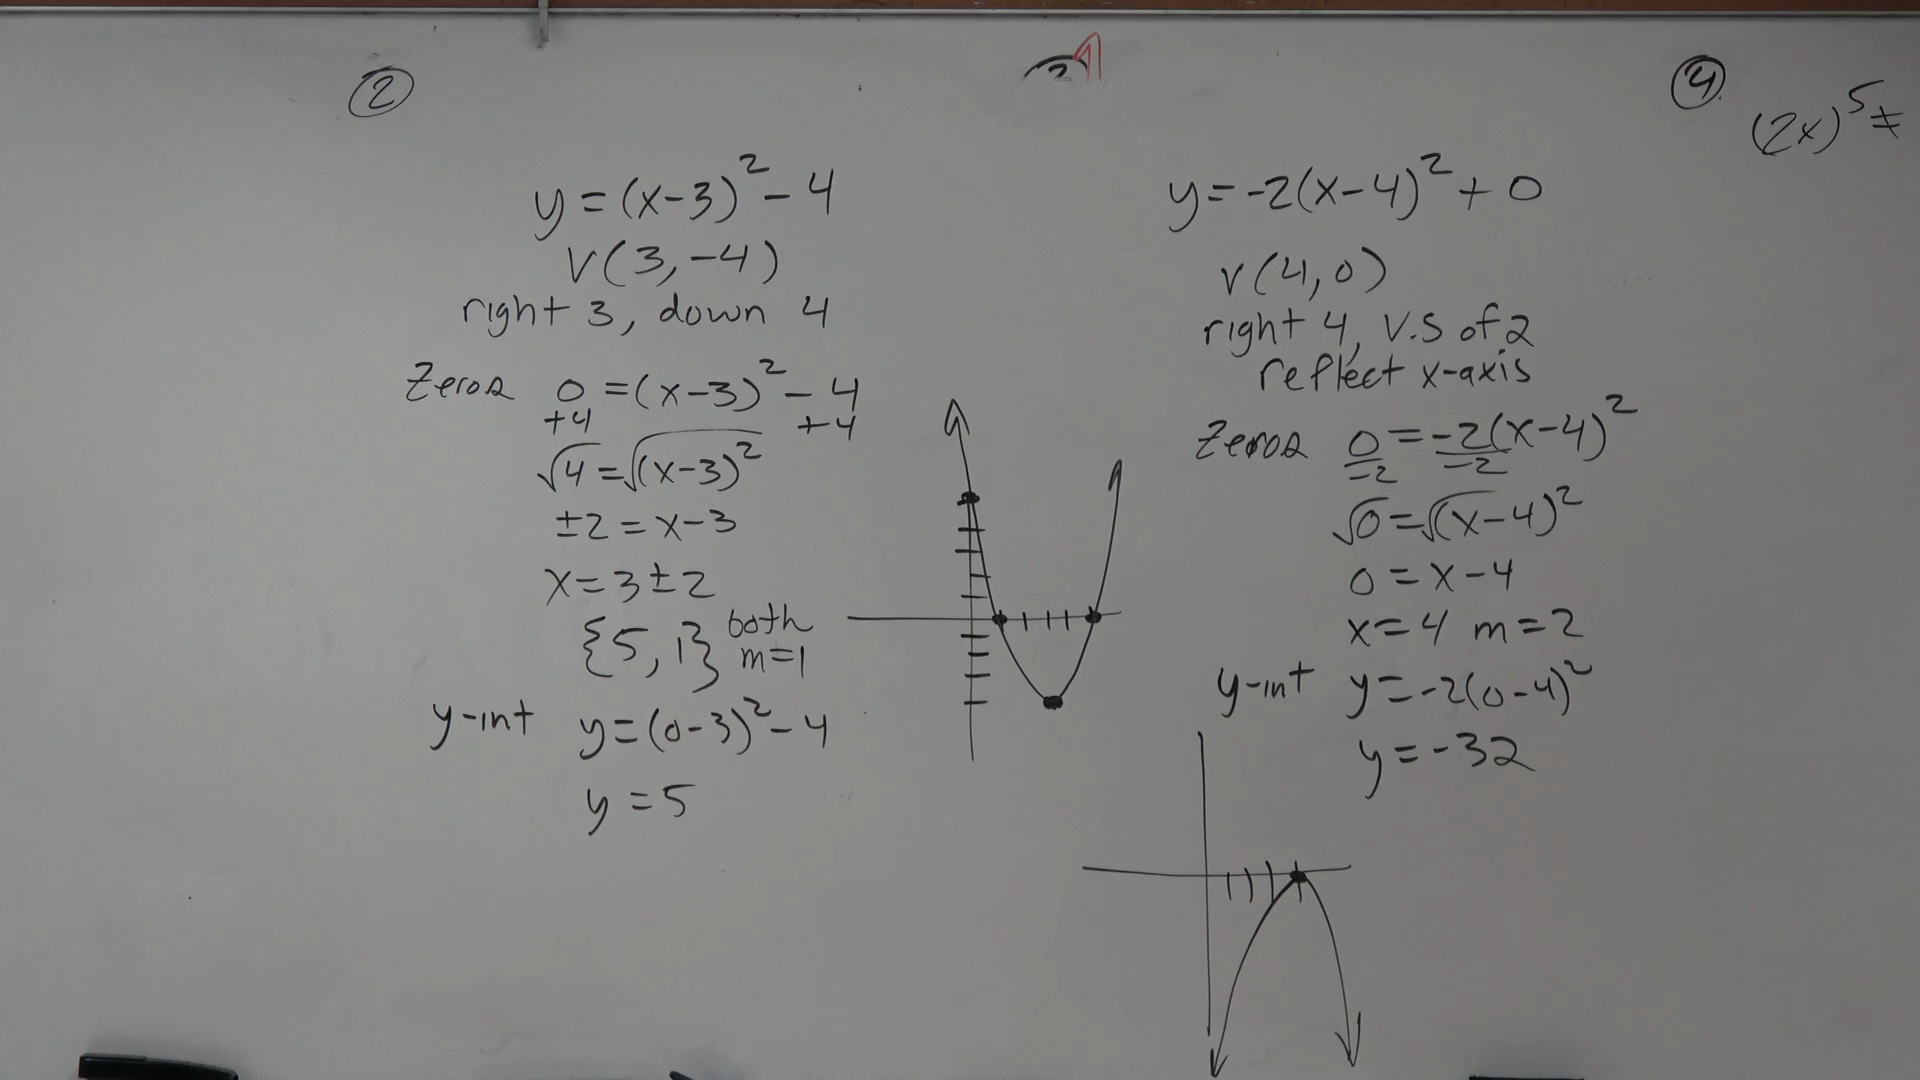 2
y = (x-3)² - 4
V(3, -4)
right 3, down 4
Zeros 0 = (x-3)² - 4
+4 +4
√4 = √(x-3)²
±2 = x-3
x = 3 ± 2
{5, 1} both
m=1
y-int y = (0-3)² - 4
y = 5
y = -2(x-4)² + 0
V(4, 0)
right 4, V.S of 2
reflect x-axis
Zeros 0 = -2(x-4)²
-2 -2
√0 = √(x-4)²
0 = x-4
x = 4 m = 2
y-int y = -2(0-4)²
y = -32
4
(2x)⁵